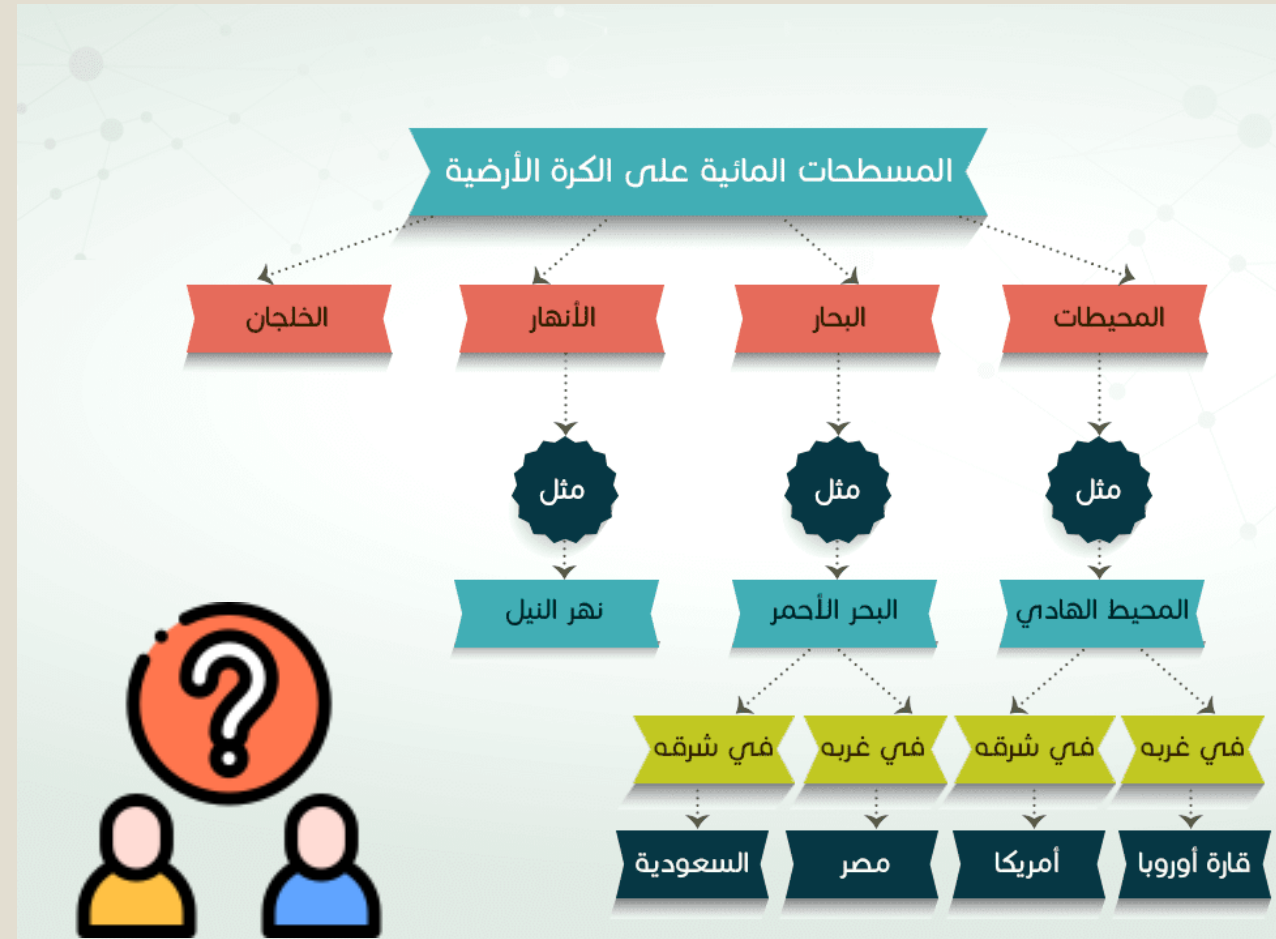 المسطحات المائية على الكرة الأرضية
المحيطات
البحار
الأنهار
الخلجان
مثل
مثل
مثل
المحيط الهادي
البحر الأحمر
نهر النيل
في غربه
في شرقه
في غربه
في شرقه
قارة أوروبا
أمريكا
مصر
السعودية